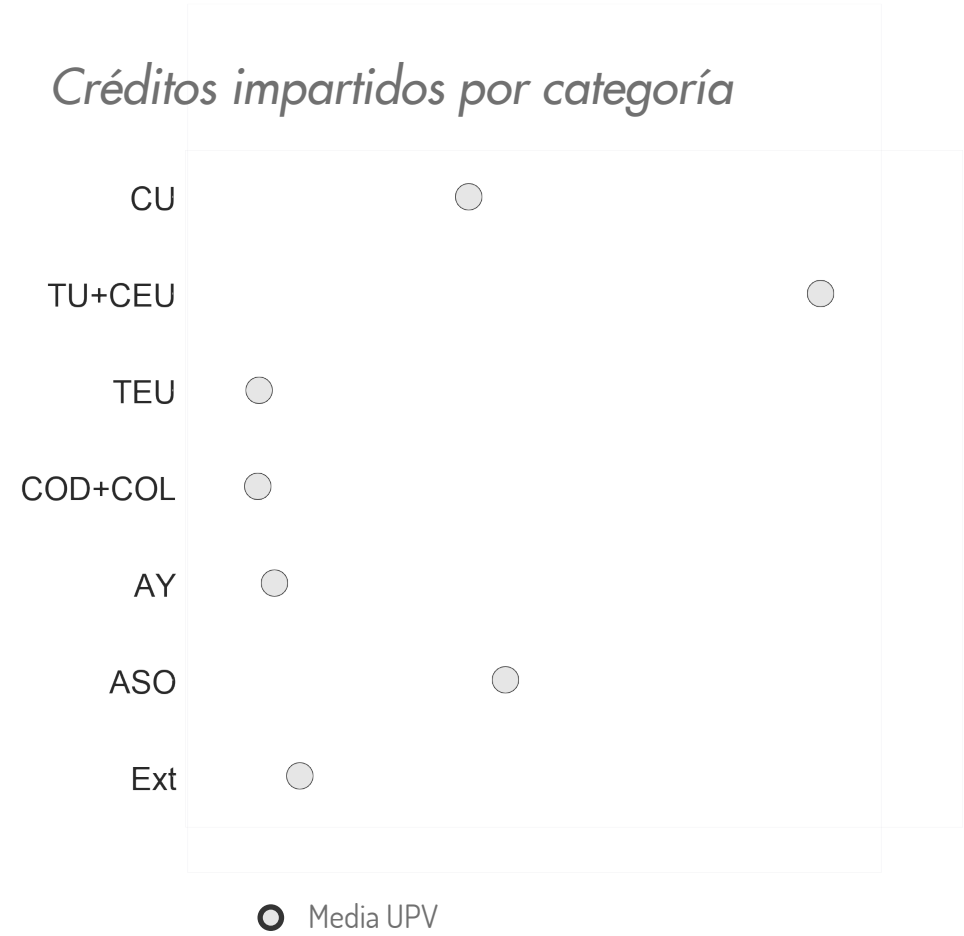 Créditos impartidos por categoría
CU
TU+CEU
TEU
COD+COL
AY
ASO
Ext
Media UPV